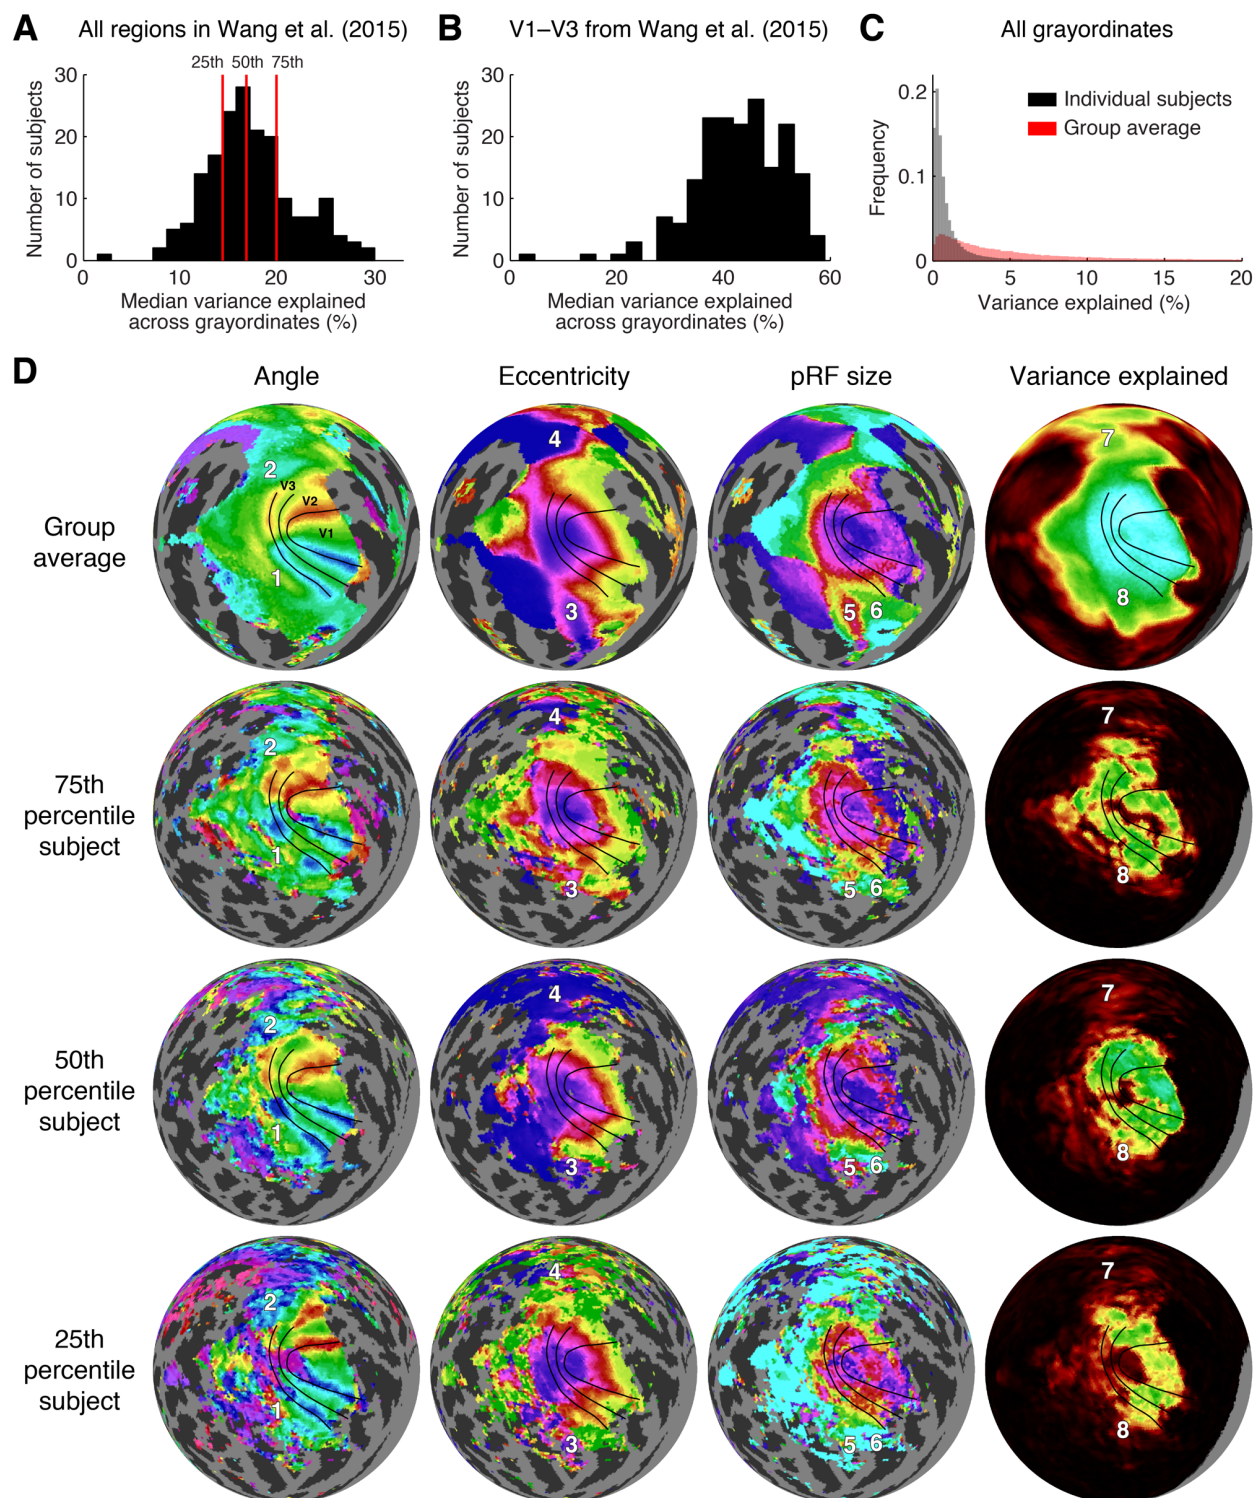 A All regions in Wang et al. (2015)
25th 50th 75th
30
20
10
0
Number of subjects
0 10 20 30
Median variance explained
across grayordinates (%)
B V1–V3 from Wang et al. (2015)
30
20
10
0
Number of subjects
0 20 40 60
Median variance explained
across grayordinates (%)
C All grayordinates
Individual subjects
Group average
0.2
0.1
0
Frequency
0 5 10 15 20
Variance explained (%)
D
Angle Eccentricity pRF size Variance explained
Group
average
2 V3 V2 V1 1
4 3
5 6
7 8
75th
percentile
subject
2 1
4 3
5 6
7 8
50th
percentile
subject
2 1
4 3
5 6
7 8
25th
percentile
subject
2 1
4 3
5 6
7 8